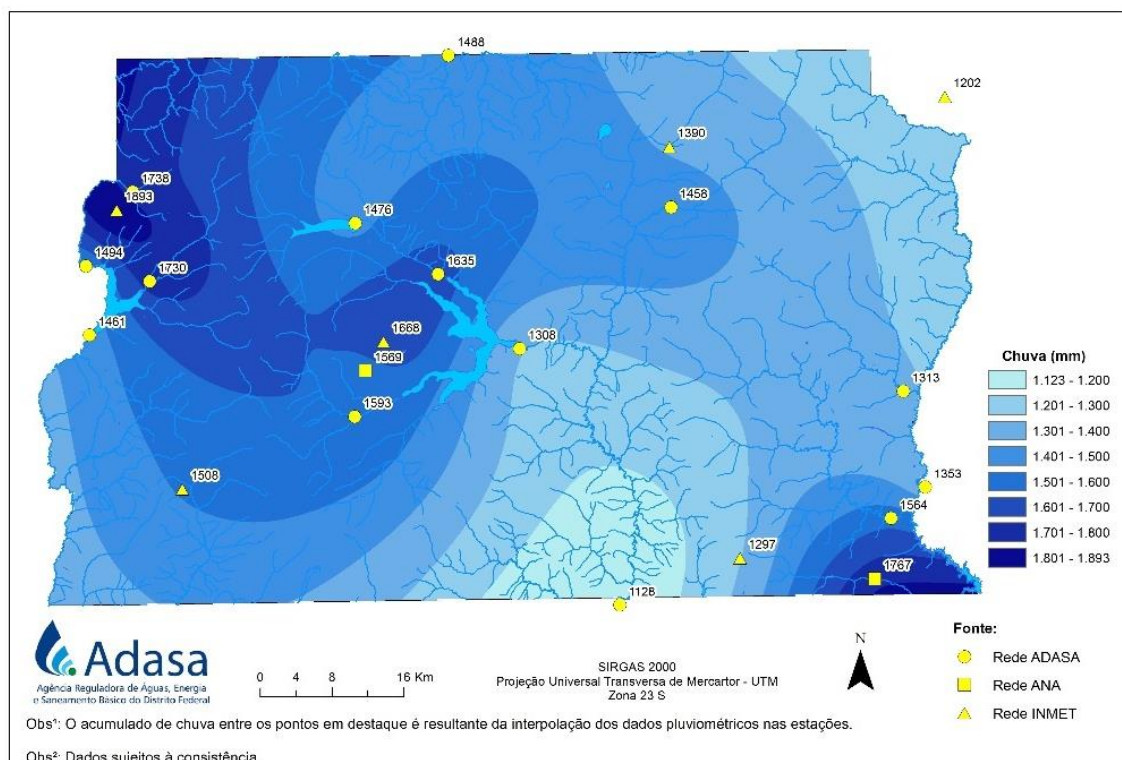 1488
1202
1390
1738
1893
1458
1476
1494
1730
1635
1461
1668
1308
1569
1313
1593
1508
1353
1564
1297
1767
1128
Chuva (mm)
1.123 - 1.200
1.201 - 1.300
1.301 - 1.400
1.401 - 1.500
1.501 - 1.600
1.601 - 1.700
1.701 - 1.800
1.801 - 1.893
Adasa
Agência Reguladora de Águas, Energia
e Saneamento Básico do Distrito Federal
0 4 8 16 Km
SIRGAS 2000
Projeção Universal Transversa de Mercartor - UTM
Zona 23 S
N
Fonte:
Rede ADASA
Rede ANA
Rede INMET
Obs¹: O acumulado de chuva entre os pontos em destaque é resultante da interpolação dos dados pluviométricos nas estações.
Obs²: Dados sujeitos à consistência